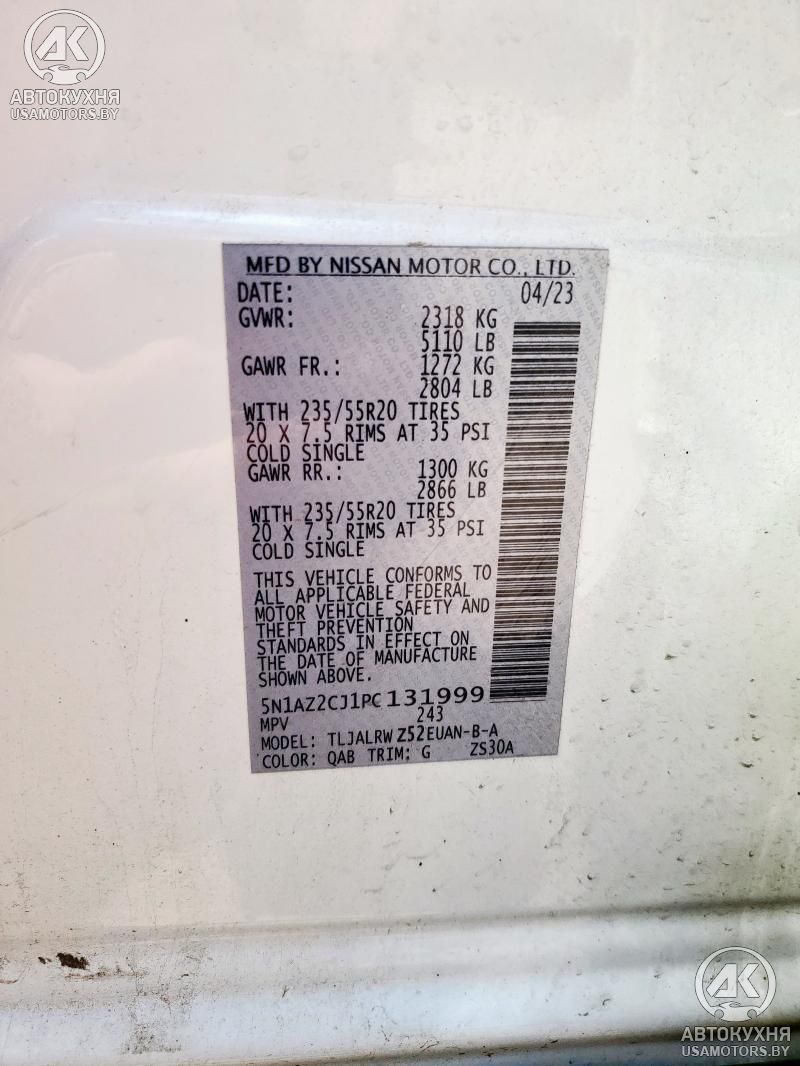 AK
АВТОКУХНЯ
USAMOTORS.BY
MFD BY NISSAN MOTOR CO., LTD.
DATE: 04/23
GVWR: 2318 KG
5110 LB
GAWR FR.: 1272 KG
2804 LB
WITH 235/55R20 TIRES
20 X 7.5 RIMS AT 35 PSI
COLD SINGLE
GAWR RR.: 1300 KG
2866 LB
WITH 235/55R20 TIRES
20 X 7.5 RIMS AT 35 PSI
COLD SINGLE
THIS VEHICLE CONFORMS TO
ALL APPLICABLE FEDERAL
MOTOR VEHICLE SAFETY AND
THEFT PREVENTION
STANDARDS IN EFFECT ON
THE DATE OF MANUFACTURE
SHOWN ABOVE.
5N1AZ2CJ1PC131999
MPV 243
MODEL: TLJALRW Z52EUAN-B-A
COLOR: QAB TRIM: G ZS30A
AK
АВТОКУХНЯ
USAMOTORS.BY